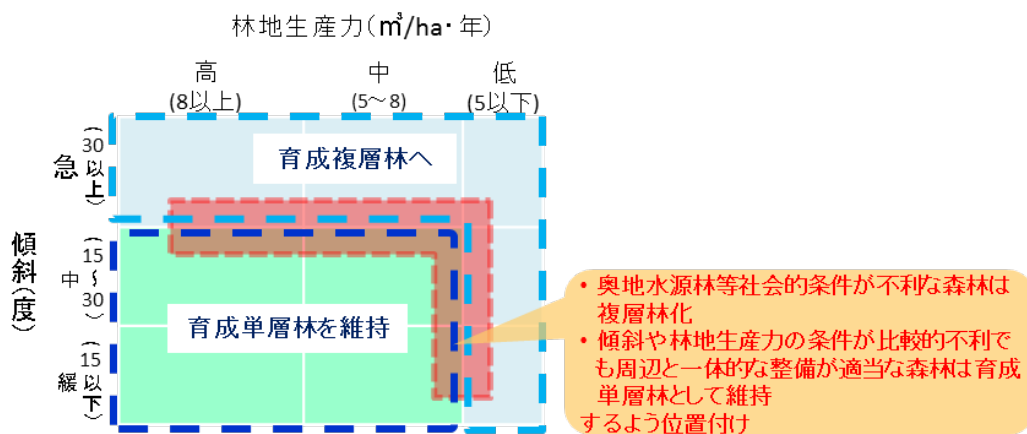 林地生産力(㎥/ha・年)
高
(8以上)
中
(5～8)
低
(5以下)
傾斜(度)
急
(30以上)
中
(15～30)
緩
(15以下)
育成複層林へ
育成単層林を維持
• 奥地水源林等社会的条件が不利な森林は
複層林化
• 傾斜や林地生産力の条件が比較的不利で
も周辺と一体的な整備が適当な森林は育成
単層林として維持
するよう位置付け